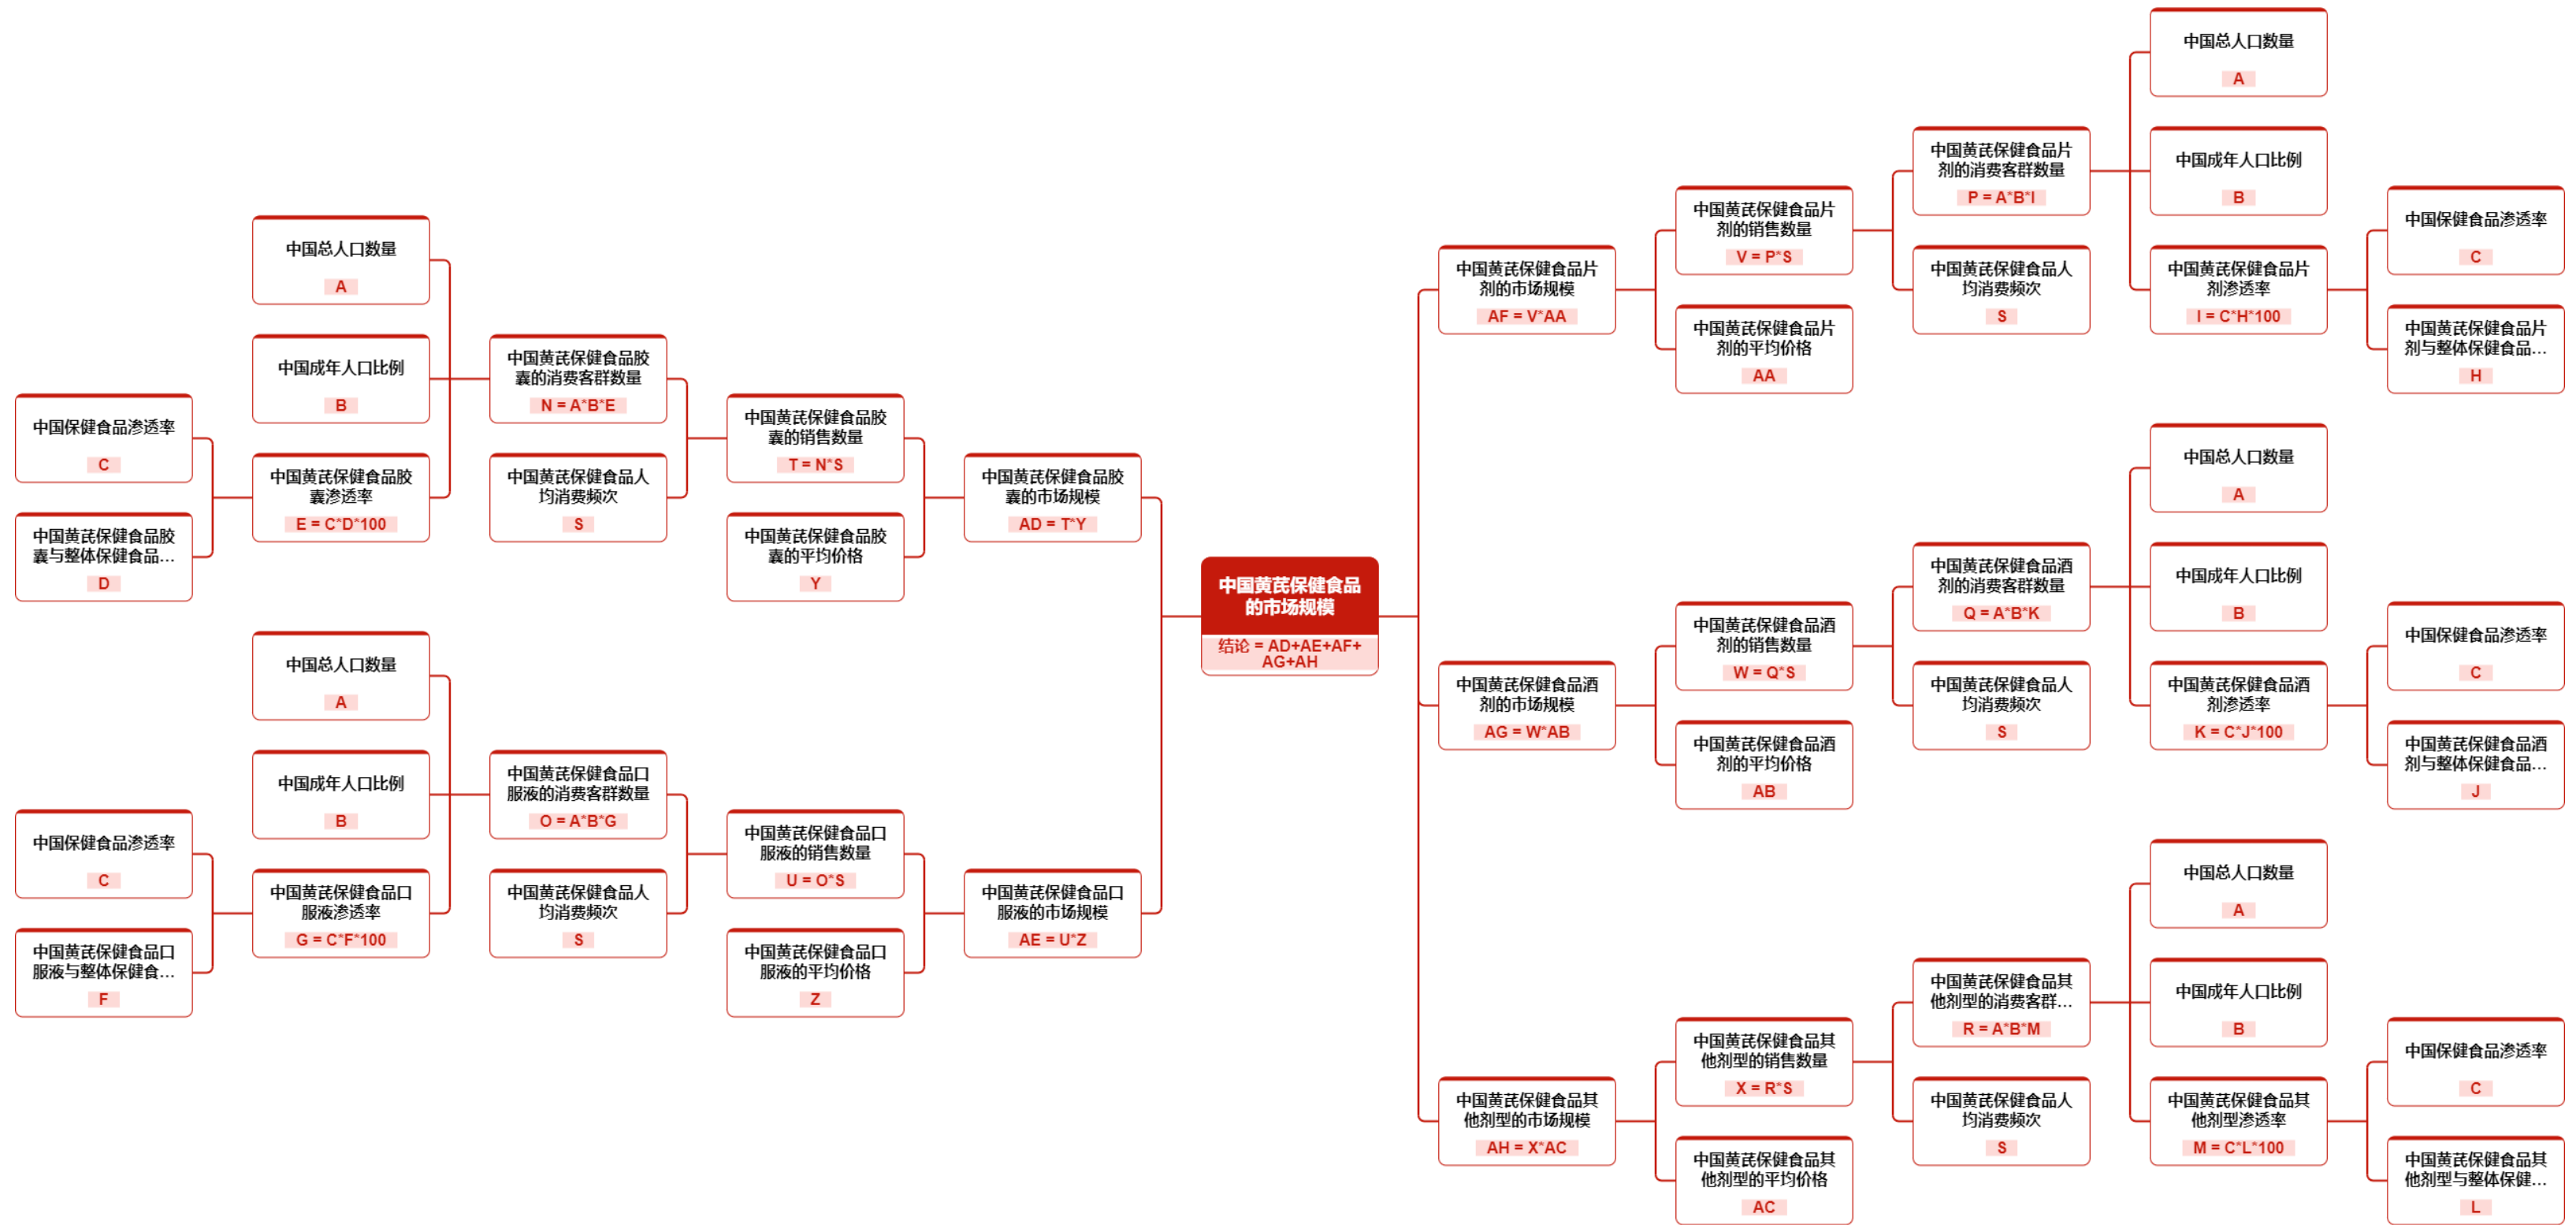 中国总人口数量
A
中国成年人口比例
B
中国保健食品渗透率
C
中国黄芪保健食品胶
囊与整体保健食品...
D
中国黄芪保健食品胶
囊渗透率
E = C*D*100
中国黄芪保健食品胶
囊的消费客群数量
N = A*B*E
中国黄芪保健食品人
均消费频次
S
中国黄芪保健食品胶
囊的销售数量
T = N*S
中国黄芪保健食品胶
囊的平均价格
Y
中国黄芪保健食品胶
囊的市场规模
AD = T*Y
中国总人口数量
A
中国成年人口比例
B
中国保健食品渗透率
C
中国黄芪保健食品口
服液与整体保健食...
F
中国黄芪保健食品口
服液渗透率
G = C*F*100
中国黄芪保健食品口
服液的消费客群数量
O = A*B*G
中国黄芪保健食品人
均消费频次
S
中国黄芪保健食品口
服液的销售数量
U = O*S
中国黄芪保健食品口
服液的平均价格
Z
中国黄芪保健食品口
服液的市场规模
AE = U*Z
中国黄芪保健食品
的市场规模
结论 = AD+AE+AF+
AG+AH
中国黄芪保健食品片
剂的市场规模
AF = V*AA
中国黄芪保健食品片
剂的销售数量
V = P*S
中国黄芪保健食品片
剂的平均价格
AA
中国黄芪保健食品片
剂的消费客群数量
P = A*B*I
中国黄芪保健食品人
均消费频次
S
中国总人口数量
A
中国成年人口比例
B
中国黄芪保健食品片
剂渗透率
I = C*H*100
中国保健食品渗透率
C
中国黄芪保健食品片
剂与整体保健食品...
H
中国黄芪保健食品酒
剂的市场规模
AG = W*AB
中国黄芪保健食品酒
剂的销售数量
W = Q*S
中国黄芪保健食品酒
剂的平均价格
AB
中国黄芪保健食品酒
剂的消费客群数量
Q = A*B*K
中国黄芪保健食品人
均消费频次
S
中国总人口数量
A
中国成年人口比例
B
中国黄芪保健食品酒
剂渗透率
K = C*J*100
中国保健食品渗透率
C
中国黄芪保健食品酒
剂与整体保健食品...
J
中国黄芪保健食品其
他剂型的市场规模
AH = X*AC
中国黄芪保健食品其
他剂型的销售数量
X = R*S
中国黄芪保健食品其
他剂型的平均价格
AC
中国黄芪保健食品其
他剂型的消费客群...
R = A*B*M
中国黄芪保健食品人
均消费频次
S
中国总人口数量
A
中国成年人口比例
B
中国黄芪保健食品其
他剂型渗透率
M = C*L*100
中国保健食品渗透率
C
中国黄芪保健食品其
他剂型与整体保健...
L